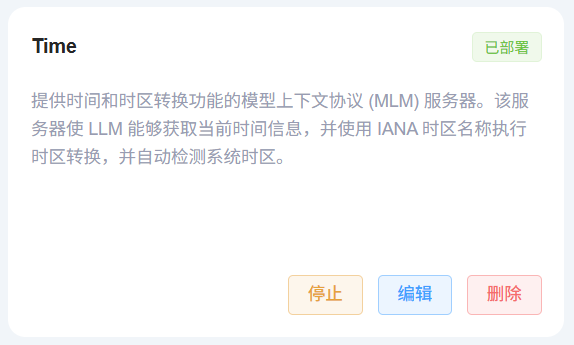 Time
已部署
提供时间和时区转换功能的模型上下文协议 (MLM) 服务器。该服
务器使 LLM 能够获取当前时间信息，并使用 IANA 时区名称执行
时区转换，并自动检测系统时区。
停止
编辑
删除